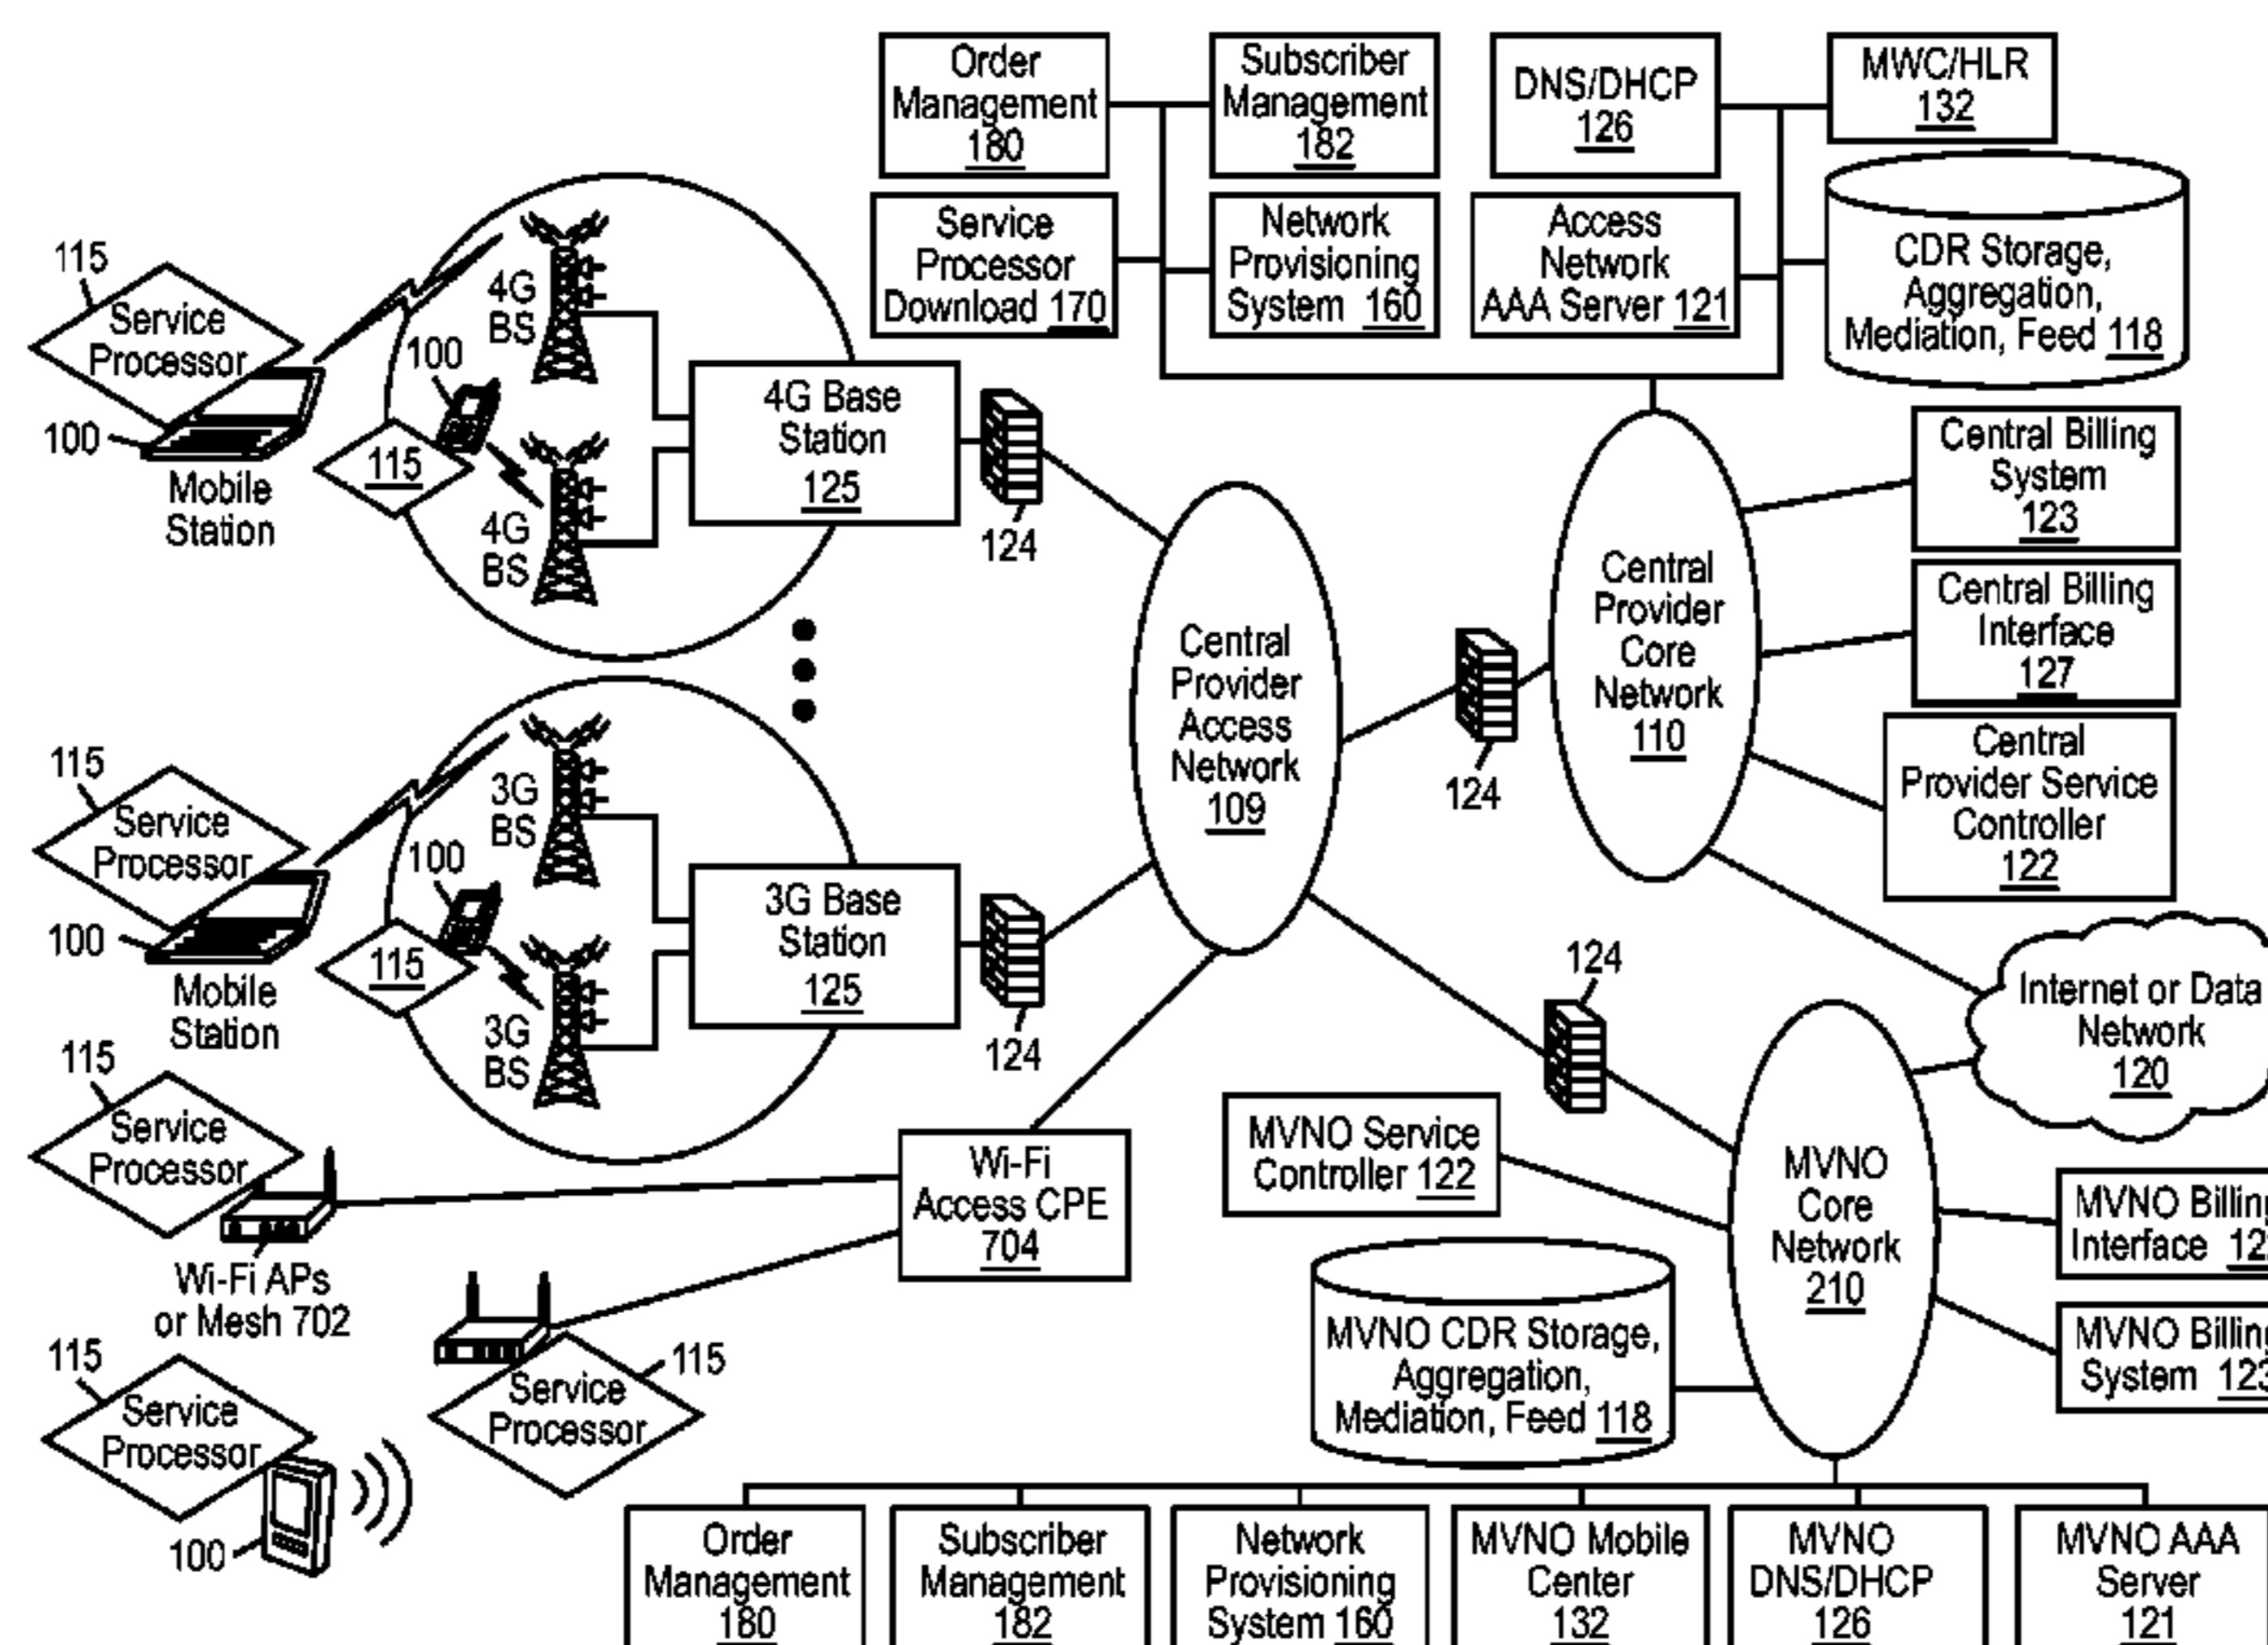 Order
Management
180
Subscriber
Management
182
DNS/DHCP
126
MWC/HLR
132
Service
Processor
Download 170
Network
Provisioning
System 160
Access
Network
AAA Server 121
CDR Storage,
Aggregation,
Mediation, Feed 118
115
Service
Processor
100
Mobile
Station
4G
BS
100
115
4G
BS
4G Base
Station
125
124
Central
Provider
Access
Network
109
124
Central
Provider
Core
Network
110
Central Billing
System
123
Central Billing
Interface
127
Central
Provider Service
Controller
122
115
Service
Processor
100
Mobile
Station
3G
BS
100
115
3G
BS
3G Base
Station
125
124
124
Internet or Data
Network
120
115
Service
Processor
Wi-Fi APs
or Mesh 702
Wi-Fi
Access CPE
704
MVNO Service
Controller 122
MVNO
Core
Network
210
MVNO
Interface
MVNO
System
115
Service
Processor
100
115
Service
Processor
MVNO CDR Storage,
Aggregation,
Mediation, Feed 118
Order
Management
180
Subscriber
Management
182
Network
Provisioning
System 160
MVNO Mobile
Center
132
MVNO
DNS/DHCP
126
MVNO AAA
Server
121